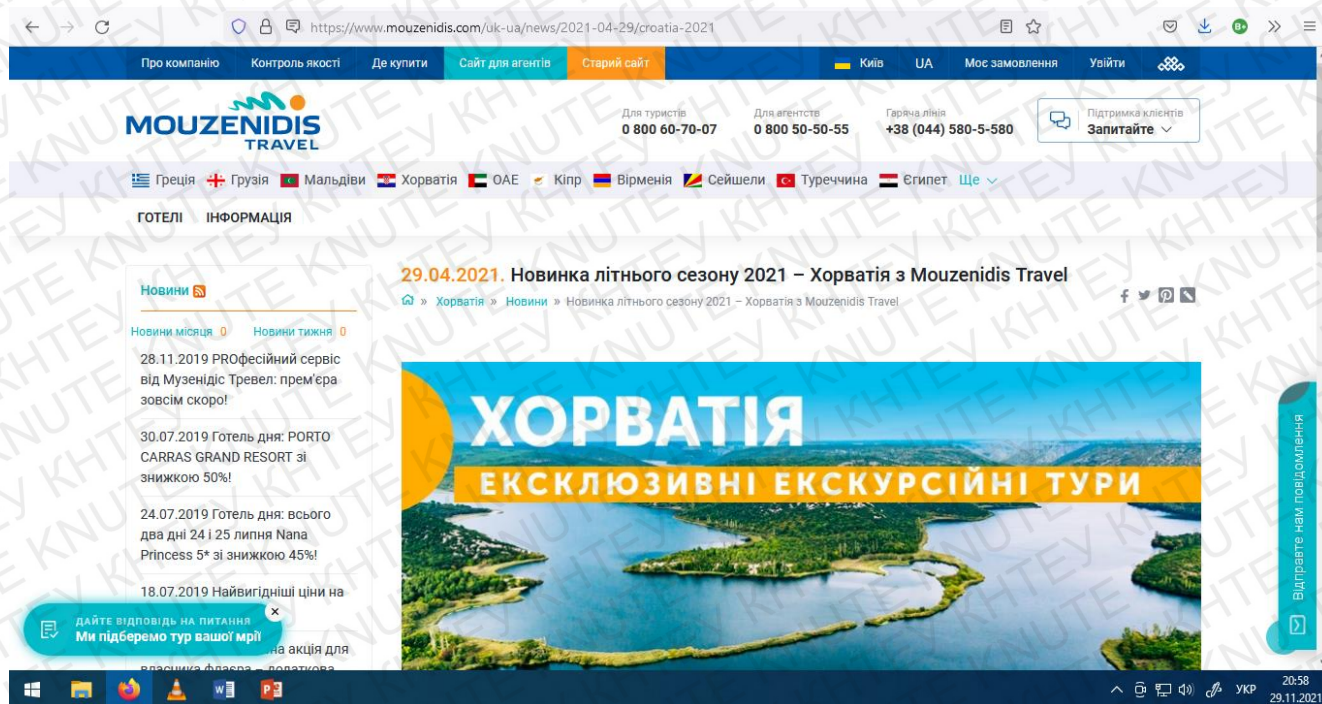 https://www.mouzenidis.com/uk-ua/news/2021-04-29/croatia-2021
Про компанію Контроль якості Де купити Сайт для агентів Старий сайт Київ UA Моє замовлення Увійти
MOUZENIDIS
TRAVEL
Для туристів
0 800 60-70-07
Для агентств
0 800 50-50-55
Гаряча лінія
+38 (044) 580-5-580
Підтримка клієнтів
Запитайте
Греція Грузія Мальдіви Хорватія ОАЕ Кіпр Вірменія Сейшели Туреччина Єгипет Ще
ГОТЕЛІ ІНФОРМАЦІЯ
Новини
Новини місяця 0 Новини тижня 0
28.11.2019 PROфесійний сервіс
від Музенідіс Тревел: прем'єра
зовсім скоро!
30.07.2019 Готель дня: PORTO
CARRAS GRAND RESORT зі
знижкою 50%!
24.07.2019 Готель дня: всього
два дні 24 і 25 липня Nana
Princess 5* зі знижкою 45%!
18.07.2019 Найвигідніші ціни на
на акція для
власника флаєра – додаткова
29.04.2021. Новинка літнього сезону 2021 – Хорватія з Mouzenidis Travel
» Хорватія » Новини » Новинка літнього сезону 2021 – Хорватія з Mouzenidis Travel
ХОРВАТІЯ
ЕКСКЛЮЗИВНІ ЕКСКУРСІЙНІ ТУРИ
Відправте нам повідомлення
ДАЙТЕ ВІДПОВІДЬ НА ПИТАННЯ
Ми підберемо тур вашої мрії
УКР
20:58
29.11.2021
KNUTE КНТЕУ